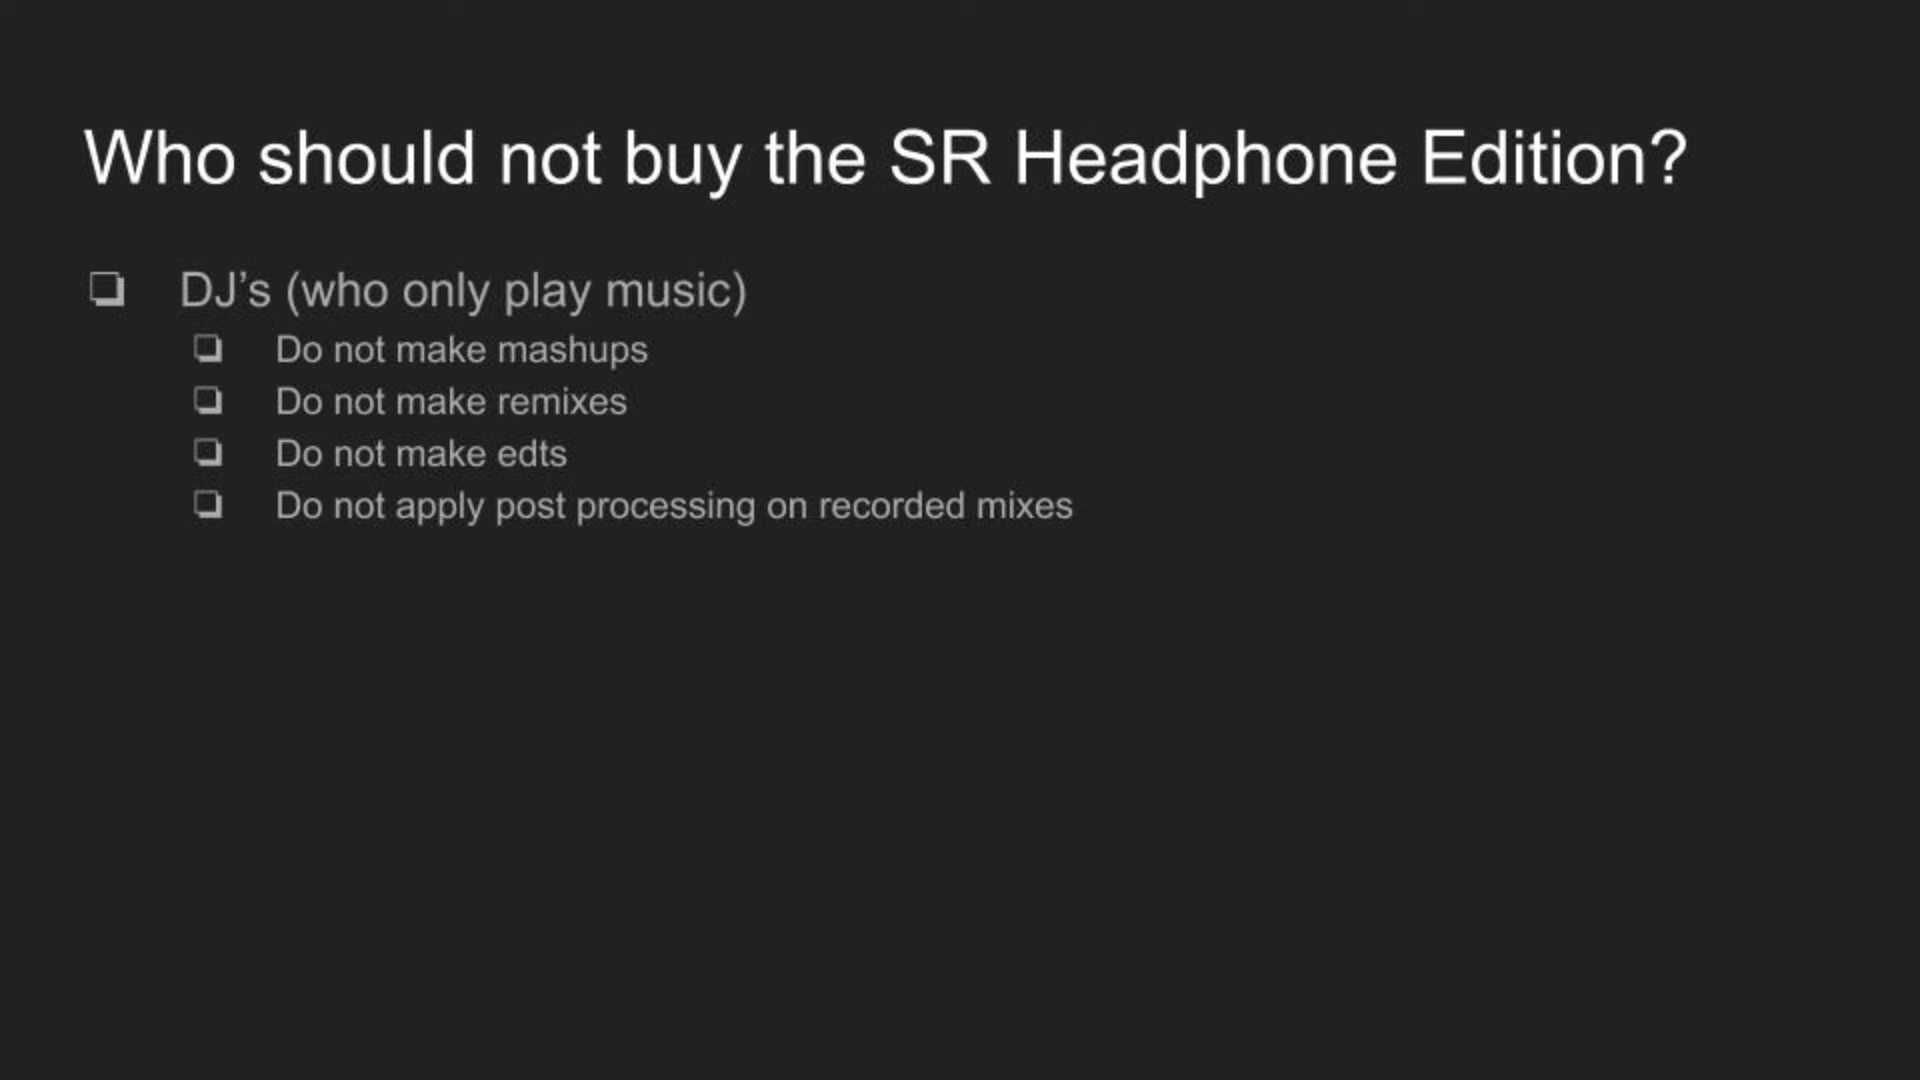 Who should not buy the SR Headphone Edition?
❏ DJ’s (who only play music)
❏ Do not make mashups
❏ Do not make remixes
❏ Do not make edts
❏ Do not apply post processing on recorded mixes